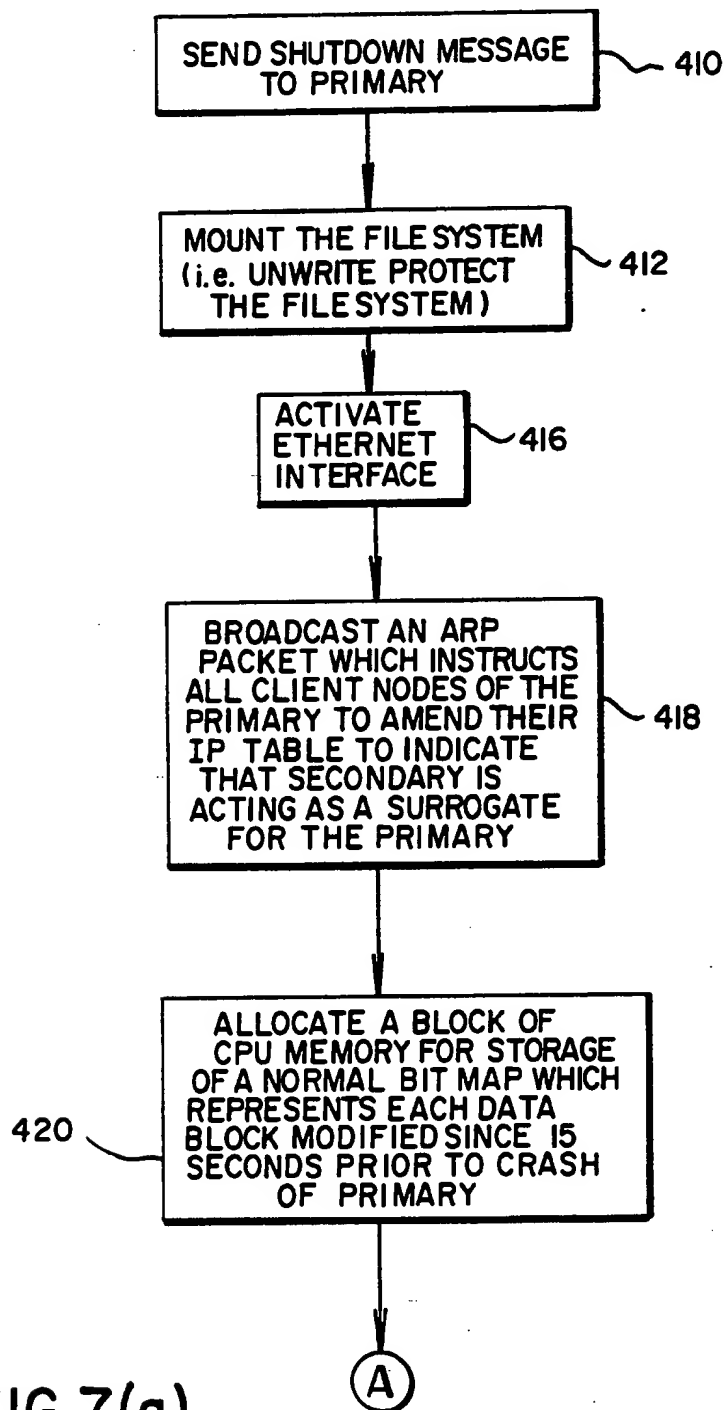 SEND SHUTDOWN MESSAGE
TO PRIMARY
410
MOUNT THE FILE SYSTEM
(i.e. UNWRITE PROTECT
THE FILE SYSTEM)
412
ACTIVATE
ETHERNET
INTERFACE
416
BROADCAST AN ARP
PACKET WHICH INSTRUCTS
ALL CLIENT NODES OF THE
PRIMARY TO AMEND THEIR
IP TABLE TO INDICATE
THAT SECONDARY IS
ACTING AS A SURROGATE
FOR THE PRIMARY
418
ALLOCATE A BLOCK OF
CPU MEMORY FOR STORAGE
OF A NORMAL BIT MAP WHICH
REPRESENTS EACH DATA
BLOCK MODIFIED SINCE 15
SECONDS PRIOR TO CRASH
OF PRIMARY
420
A